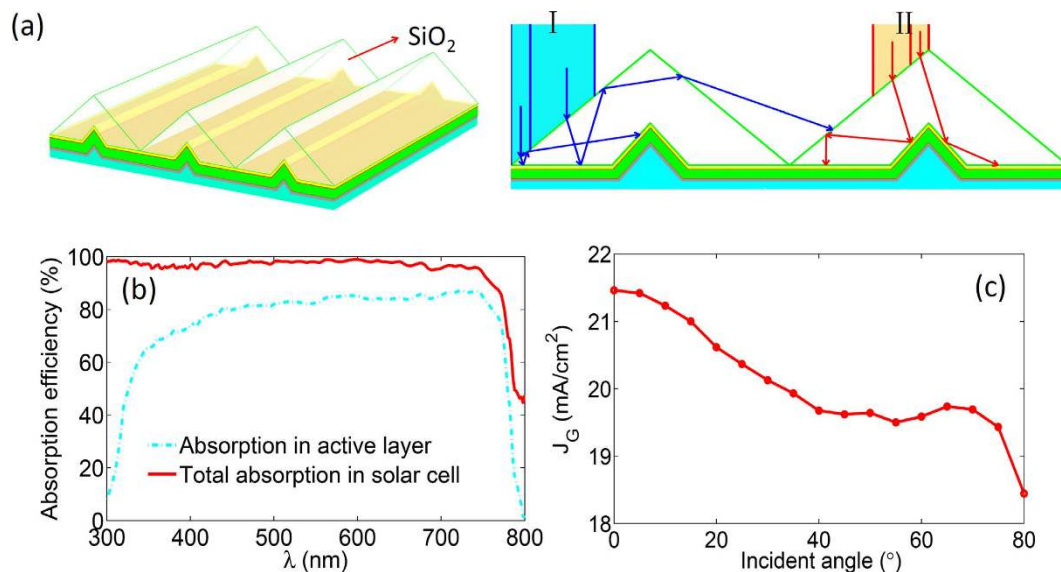 (a)
SiO₂
I
II
(b)
Absorption efficiency (%)
100
80
60
40
20
0
Absorption in active layer
Total absorption in solar cell
300 400 500 600 700 800
λ (nm)
(c)
J_G (mA/cm²)
22
21
20
19
18
0 20 40 60 80
Incident angle (°)